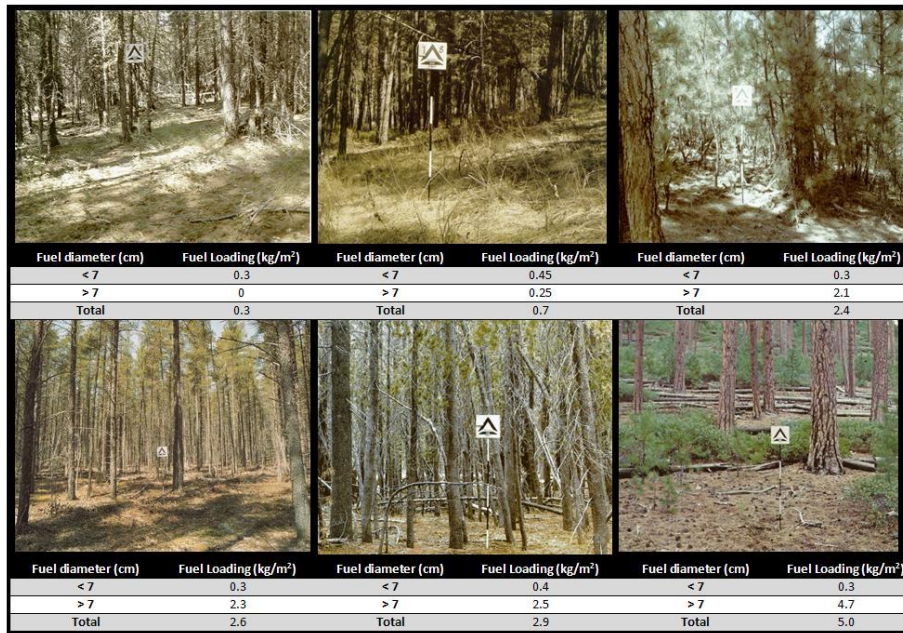 Fuel diameter (cm) Fuel Loading (kg/m²) Fuel diameter (cm) Fuel Loading (kg/m²) Fuel diameter (cm) Fuel Loading (kg/m²)
< 7 0.3 < 7 0.45 < 7 0.3
> 7 0 > 7 0.25 > 7 2.1
Total 0.3 Total 0.7 Total 2.4
Fuel diameter (cm) Fuel Loading (kg/m²) Fuel diameter (cm) Fuel Loading (kg/m²) Fuel diameter (cm) Fuel Loading (kg/m²)
< 7 0.3 < 7 0.4 < 7 0.3
> 7 2.3 > 7 2.5 > 7 4.7
Total 2.6 Total 2.9 Total 5.0